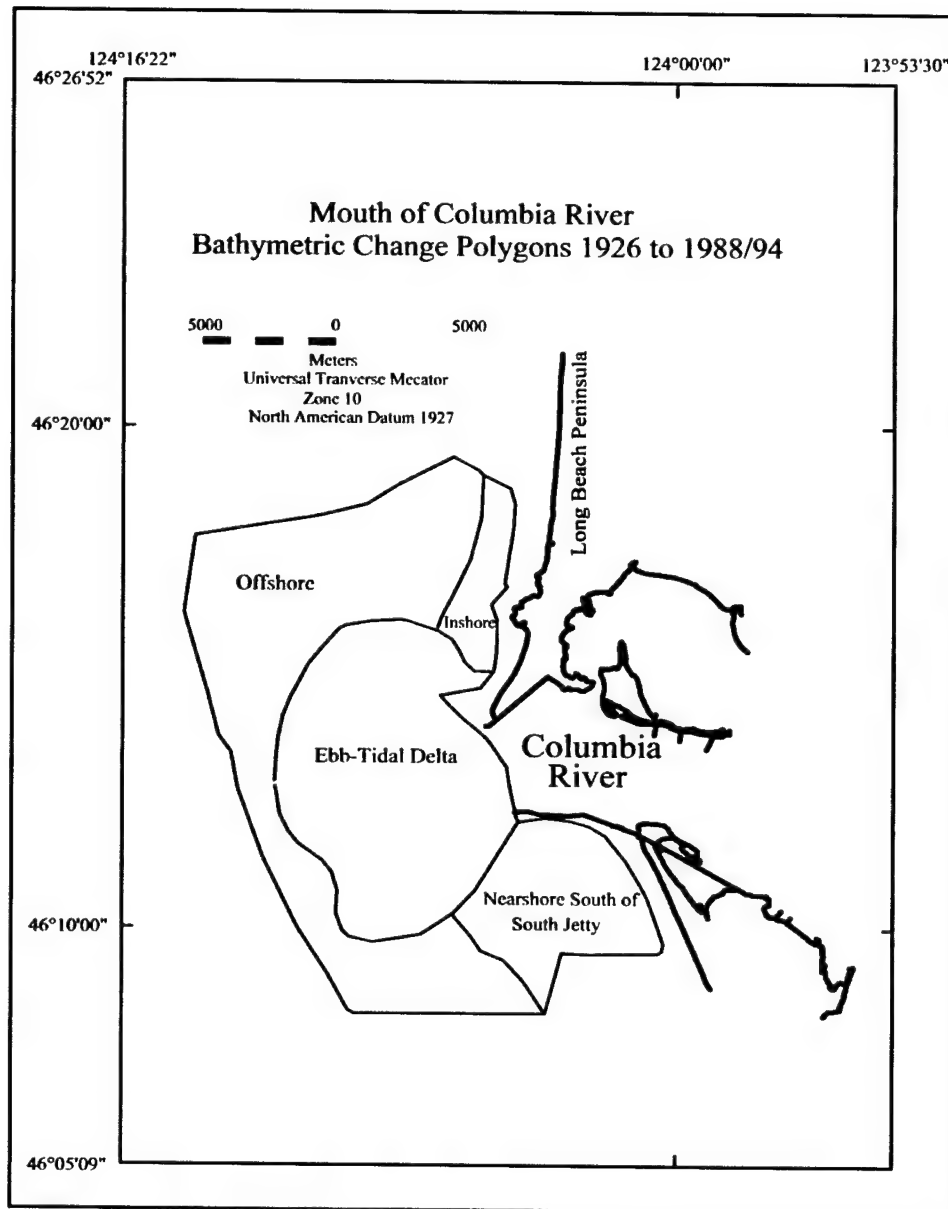 124°16'22"
124°00'00"
123°53'30"
46°26'52"
Mouth of Columbia River
Bathymetric Change Polygons 1926 to 1988/94
5000 0 5000
Meters
Universal Tranverse Mecator
Zone 10
North American Datum 1927
46°20'00"
Long Beach Peninsula
Offshore
Inshore
Ebb-Tidal Delta
Columbia
River
Nearshore South of
South Jetty
46°10'00"
46°05'09"